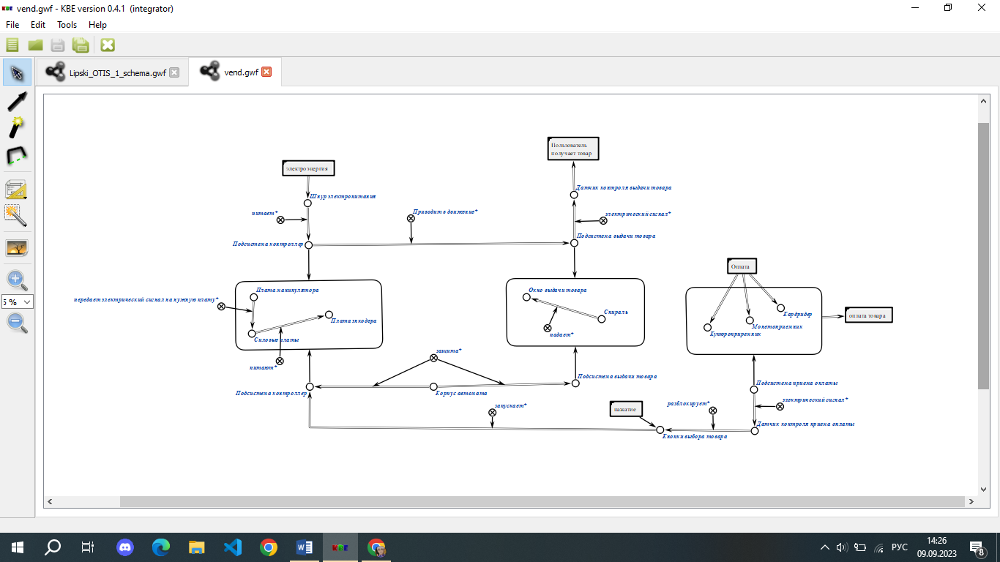 vend.gwf - KBE version 0.4.1 (integrator)
File Edit Tools Help
Lipski_OTIS_1_schema.gwf
vend.gwf
Пользователь
получает товар
электроэнергия
Датчик контроля выдачи товара
Шнур электропитания
питает*
Приводит в движение*
электрический сигнал*
Подсистема контроллер
Подсистема выдачи товара
Оплата
Плата манипулятора
Окно выдачи товара
передает электрический сигнал на нужную плату*
Кардридер
Спираль
оплата товара
Плата энкодера
Монетоприемник
Купюроприремник
падает*
Силовые платы
защита*
питают*
Подсистема выдачи товара
Подсистема приема оплаты
Подсистема контроллер
Корпус автомата
электрический сигнал*
запускает*
разблокирует*
нажатие
Датчик контроля приема оплаты
Кнопки выбора товара
5 %
KBE
РУС
14:26
09.09.2023
8